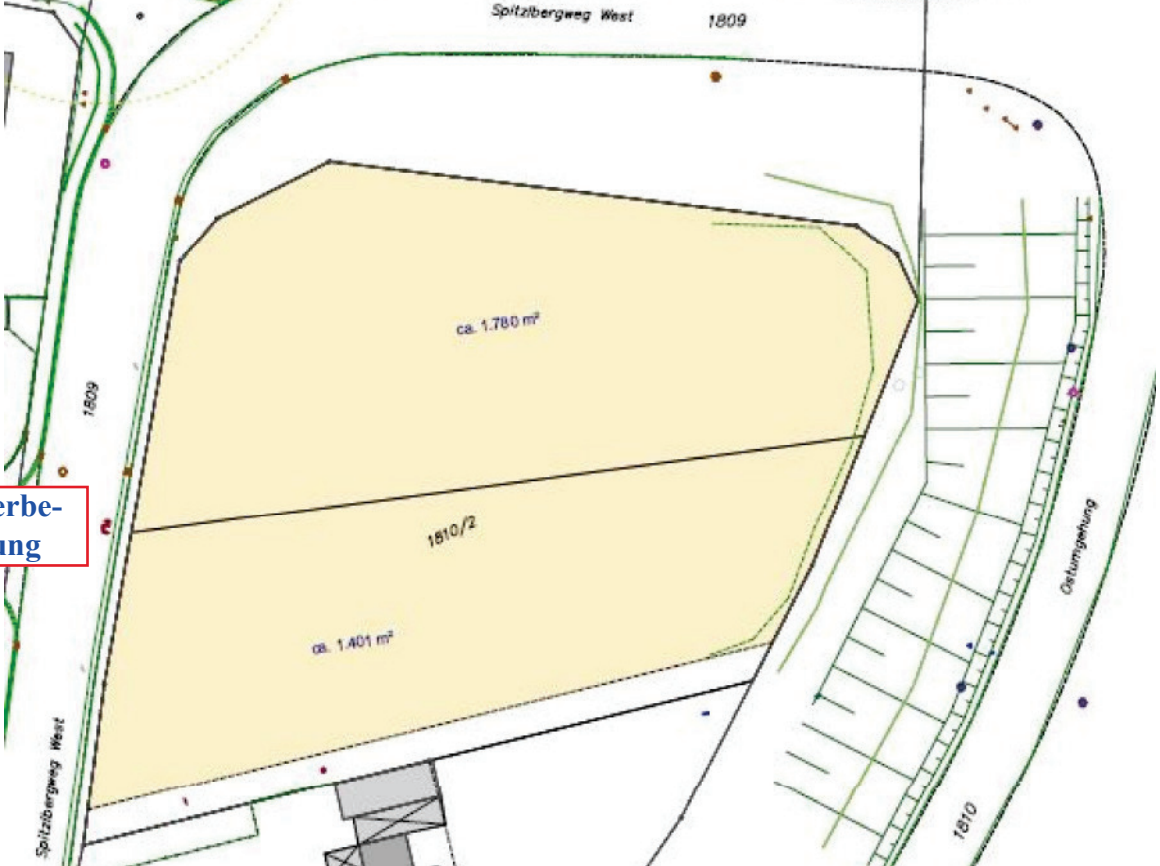 Spitzlbergweg West
1809
ca. 1.780 m²
1809
erbe-
ung
1810/2
Ostumgehung
ca. 1.401 m²
Spitzlbergweg West
1810